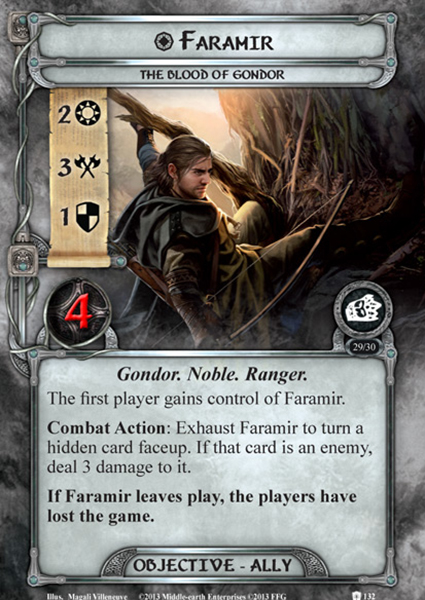 Faramir
The Blood of Gondor
2
3
1
4
29/30
Gondor. Noble. Ranger.
The first player gains control of Faramir.
Combat Action: Exhaust Faramir to turn a
hidden card faceup. If that card is an enemy,
deal 3 damage to it.
If Faramir leaves play, the players have
lost the game.
Objective - Ally
Illus. Magali Villeneuve ©2013 Middle-earth Enterprises ©2013 FFG 132